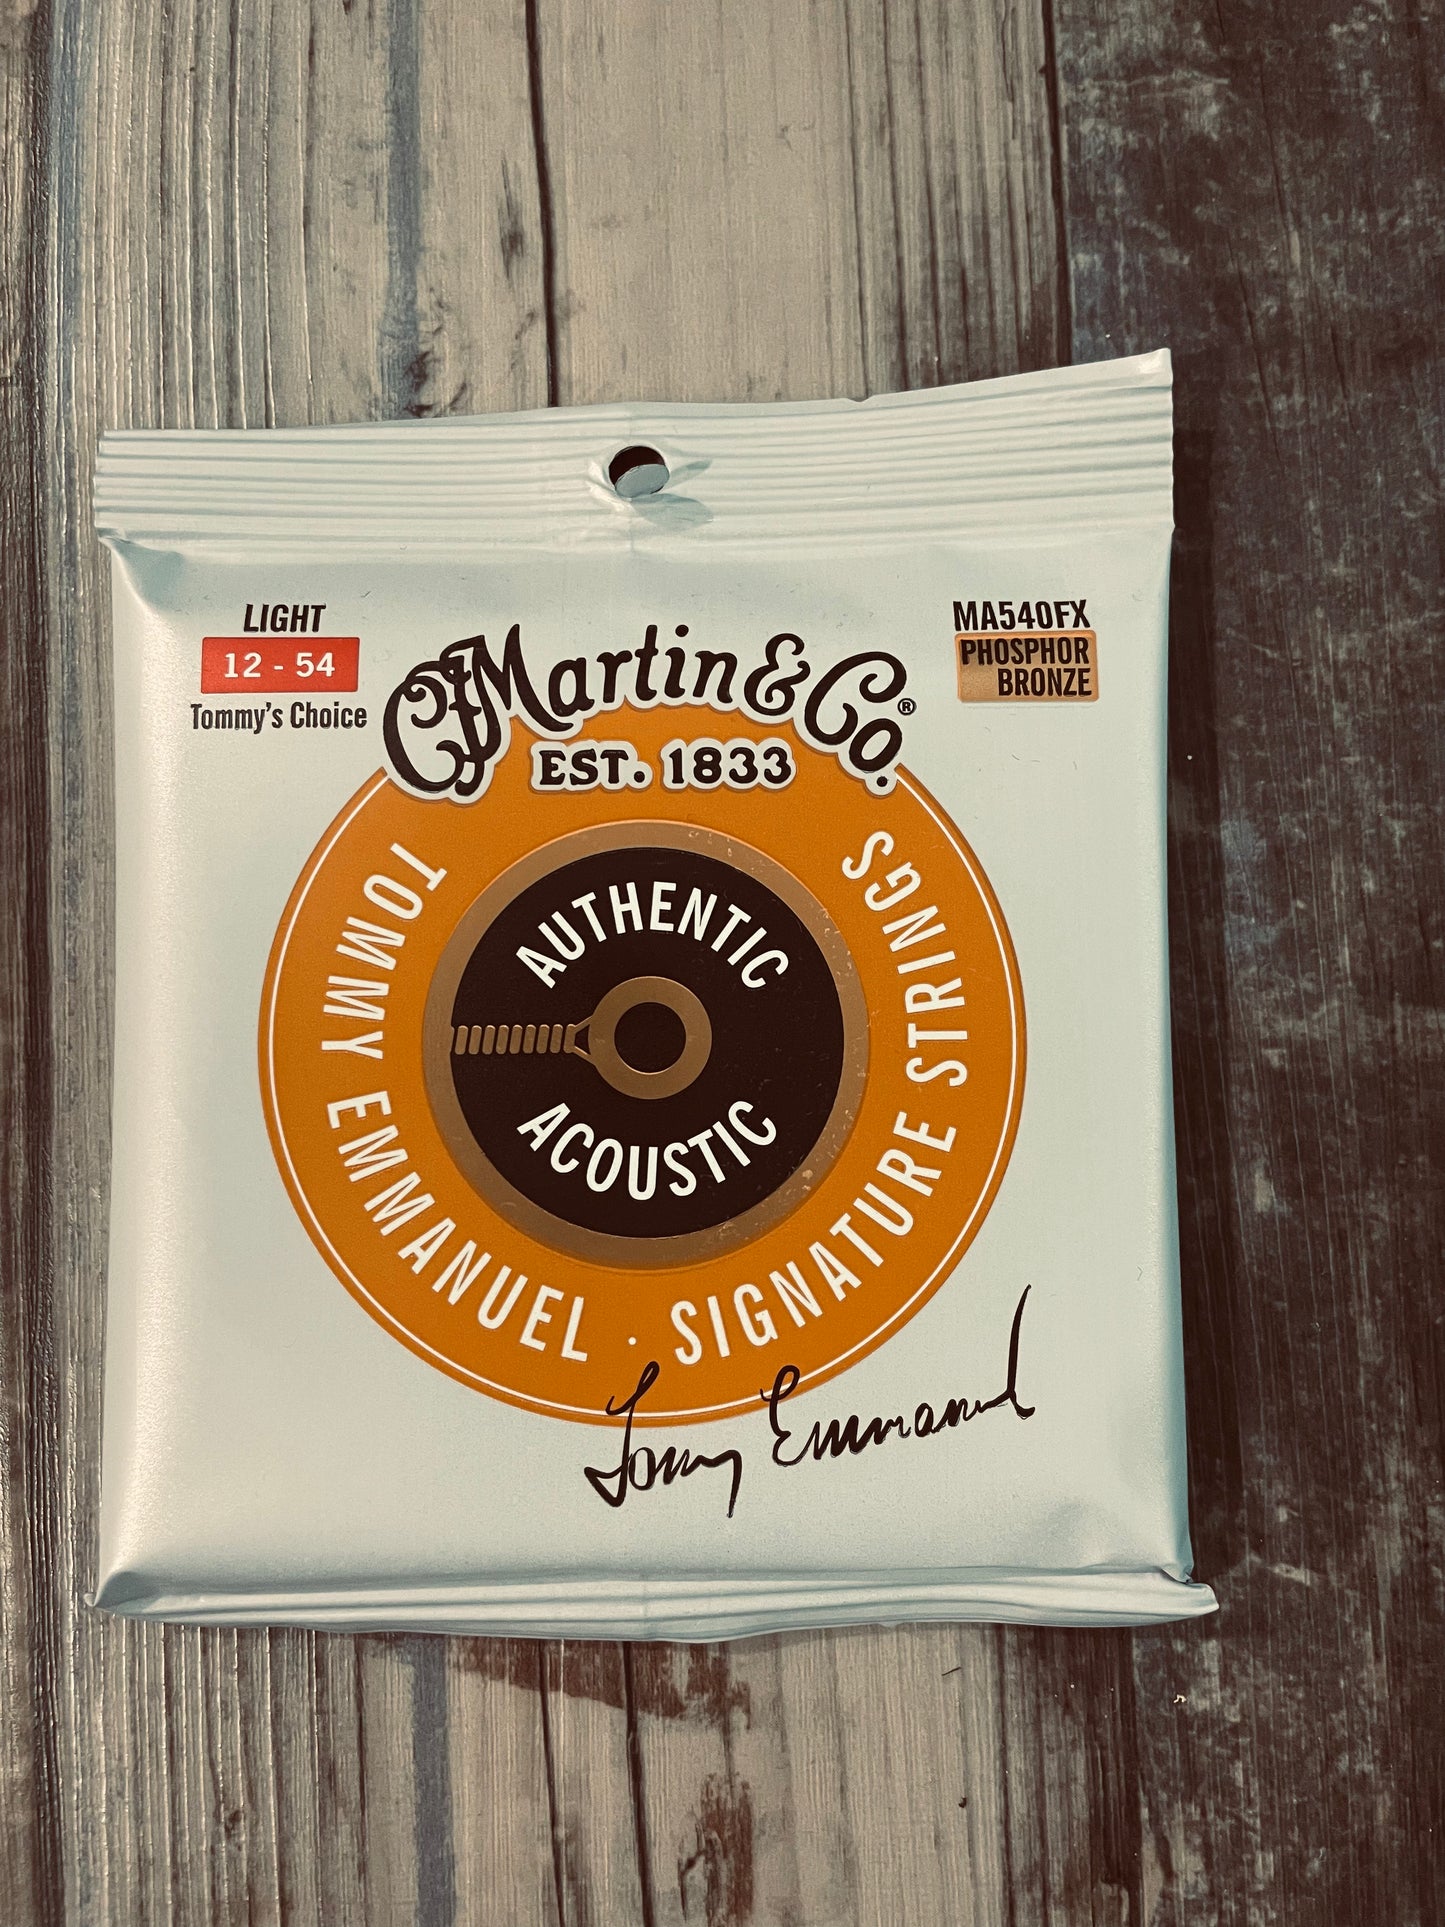 LIGHT
12 - 54
Tommy's Choice
MA540FX
PHOSPHOR
BRONZE
CFMartin & Co.®
EST. 1833
TOMMY EMMANUEL · SIGNATURE STRINGS
AUTHENTIC
ACOUSTIC
Tommy Emmanuel